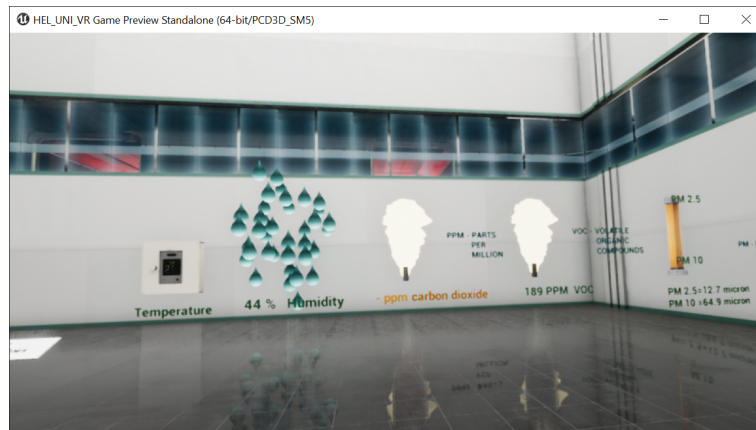 HEL_UNI_VR Game Preview Standalone (64-bit/PCD3D_SM5)
PM 2.5
PPM - PARTS
PER
MILLION
VOC - VOLATILE
ORGANIC
COMPOUNDS
PM -
PM 10
Temperature
44 % Humidity
- ppm carbon dioxide
189 PPM VOC
PM 2.5=12.7 micron
PM 10 =64.9 micron